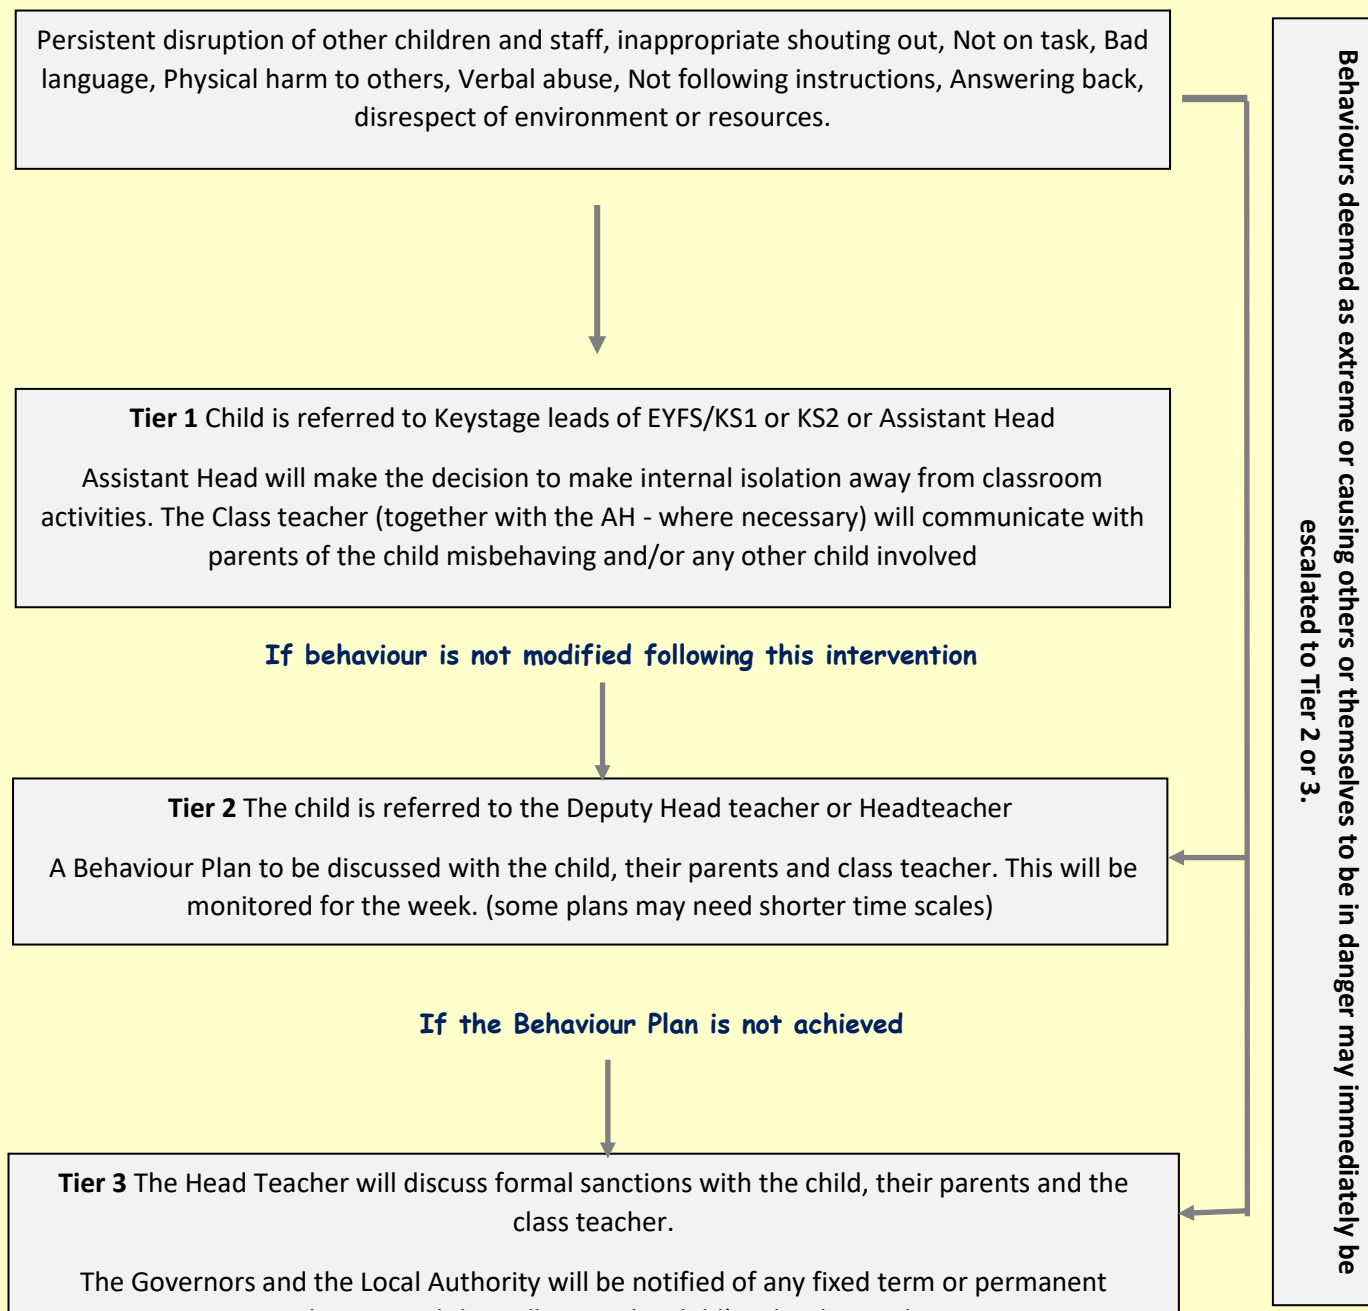 Persistent disruption of other children and staff, inappropriate shouting out, Not on task, Bad
language, Physical harm to others, Verbal abuse, Not following instructions, Answering back,
disrespect of environment or resources.
Tier 1 Child is referred to Keystage leads of EYFS/KS1 or KS2 or Assistant Head
Assistant Head will make the decision to make internal isolation away from classroom
activities. The Class teacher (together with the AH - where necessary) will communicate with
parents of the child misbehaving and/or any other child involved
If behaviour is not modified following this intervention
Tier 2 The child is referred to the Deputy Head teacher or Headteacher
A Behaviour Plan to be discussed with the child, their parents and class teacher. This will be
monitored for the week. (some plans may need shorter time scales)
If the Behaviour Plan is not achieved
Tier 3 The Head Teacher will discuss formal sanctions with the child, their parents and the
class teacher.
The Governors and the Local Authority will be notified of any fixed term or permanent
Behaviours deemed as extreme or causing others or themselves to be in danger may immediately be
escalated to Tier 2 or 3.